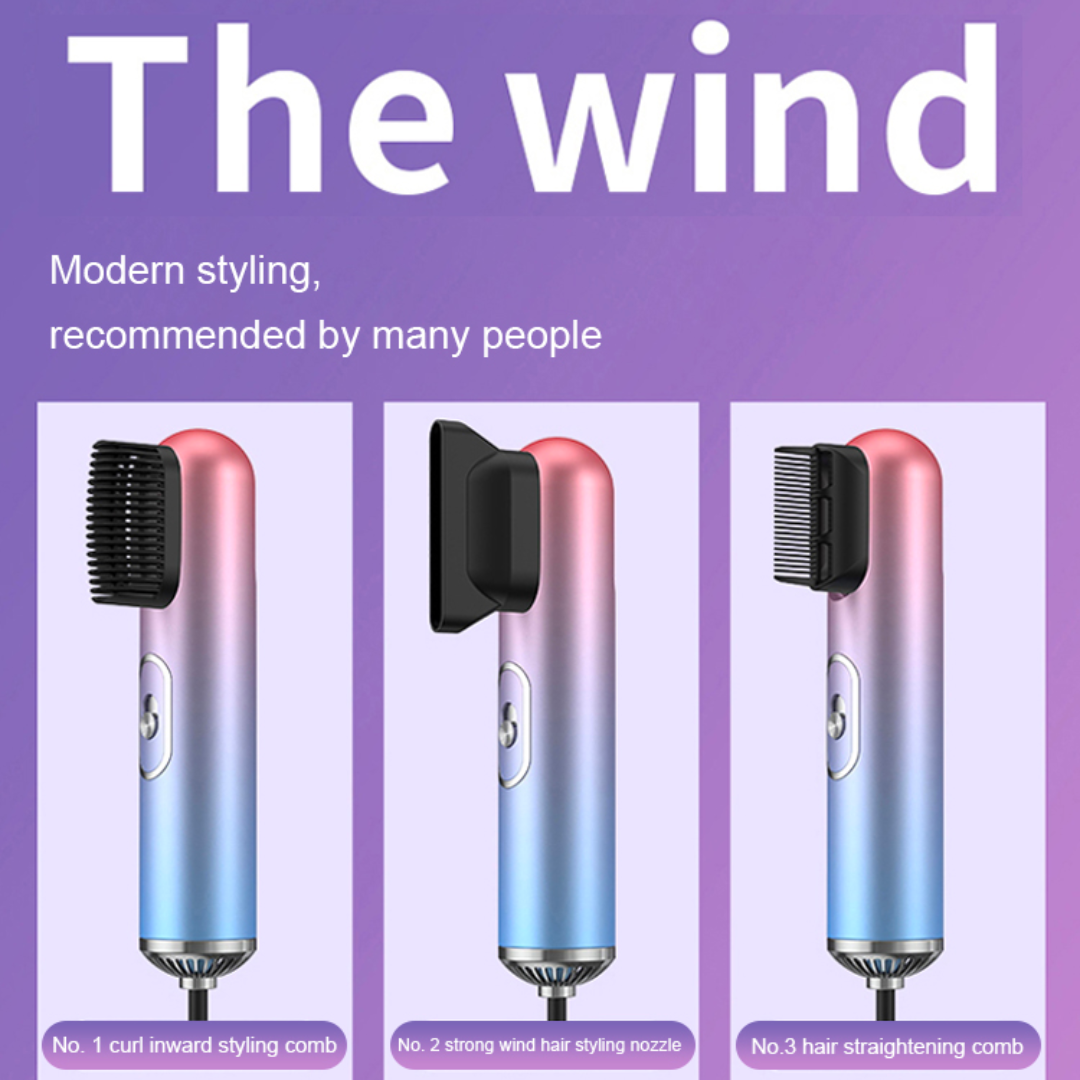 The wind
Modern styling,
recommended by many people
No. 1 curl inward styling comb
No. 2 strong wind hair styling nozzle
No.3 hair straightening comb